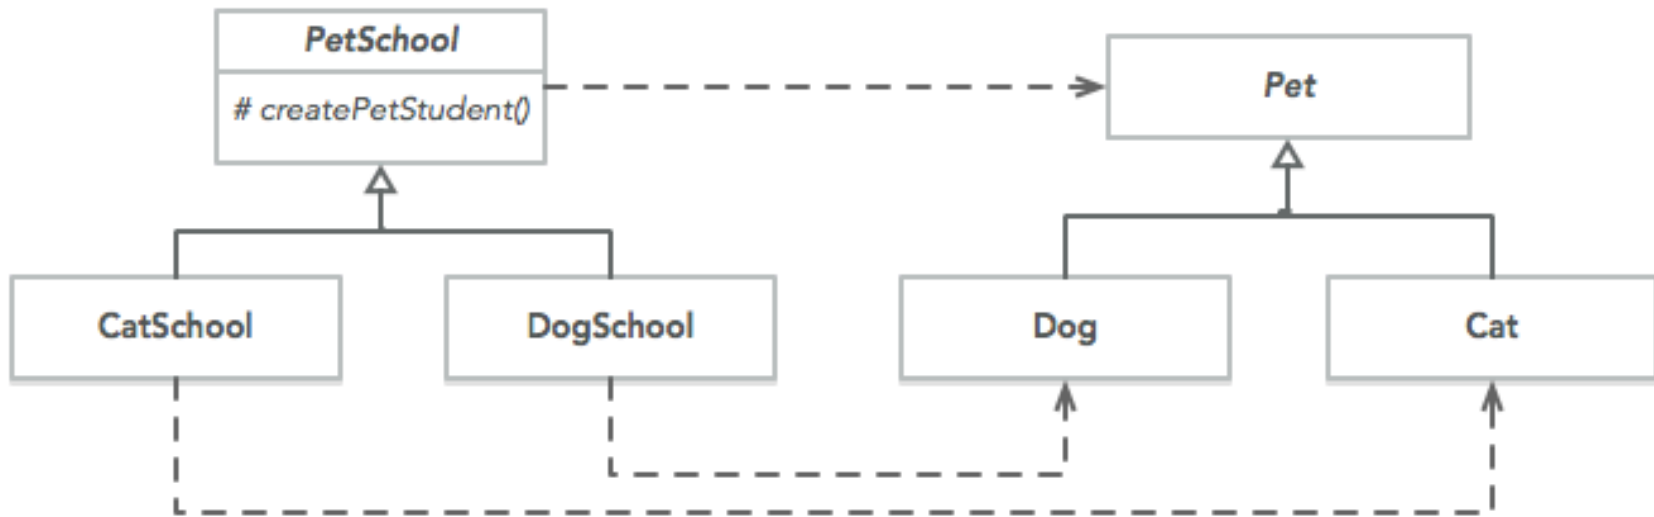 PetSchool
# createPetStudent()
Pet
CatSchool
DogSchool
Dog
Cat